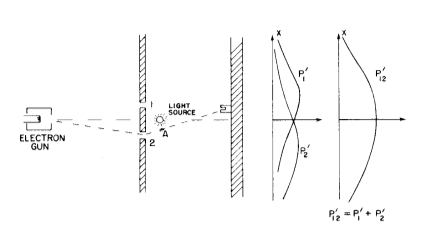 ELECTRON
GUN
1
2
LIGHT
SOURCE
A
X
P₁′
P₂′
X
P₁₂′
P₁₂′ = P₁′ + P₂′